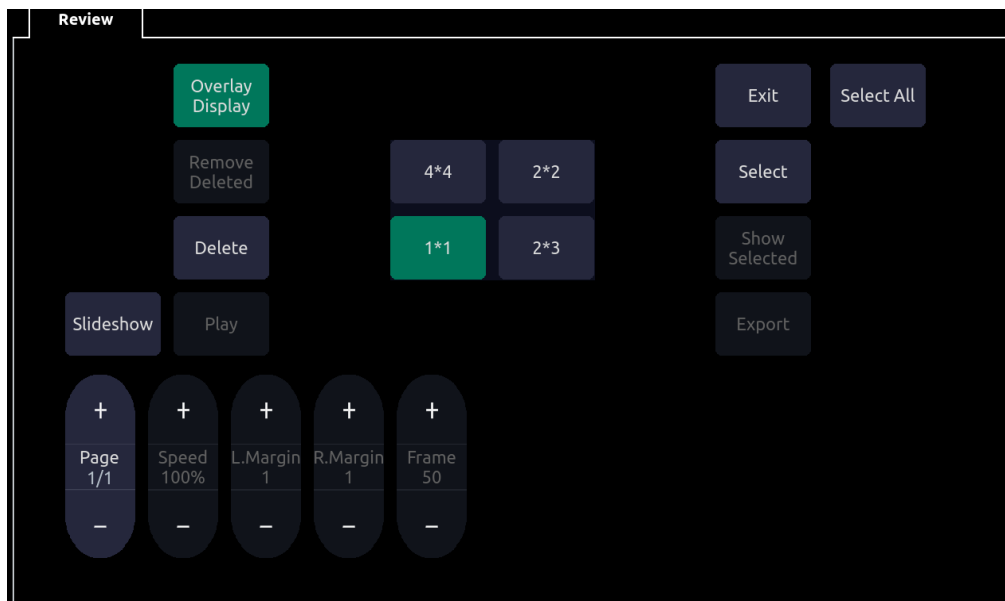 Review
Overlay
Display
Exit
Select All
Remove
Deleted
4*4
2*2
Select
Delete
1*1
2*3
Show
Selected
Slideshow
Play
Export
+
+
+
+
+
Page
1/1
Speed
100%
L.Margin
1
R.Margin
1
Frame
50
–
–
–
–
–